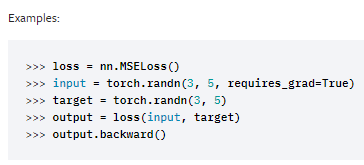 Examples:
>>> loss = nn.MSELoss()
>>> input = torch.randn(3, 5, requires_grad=True)
>>> target = torch.randn(3, 5)
>>> output = loss(input, target)
>>> output.backward()